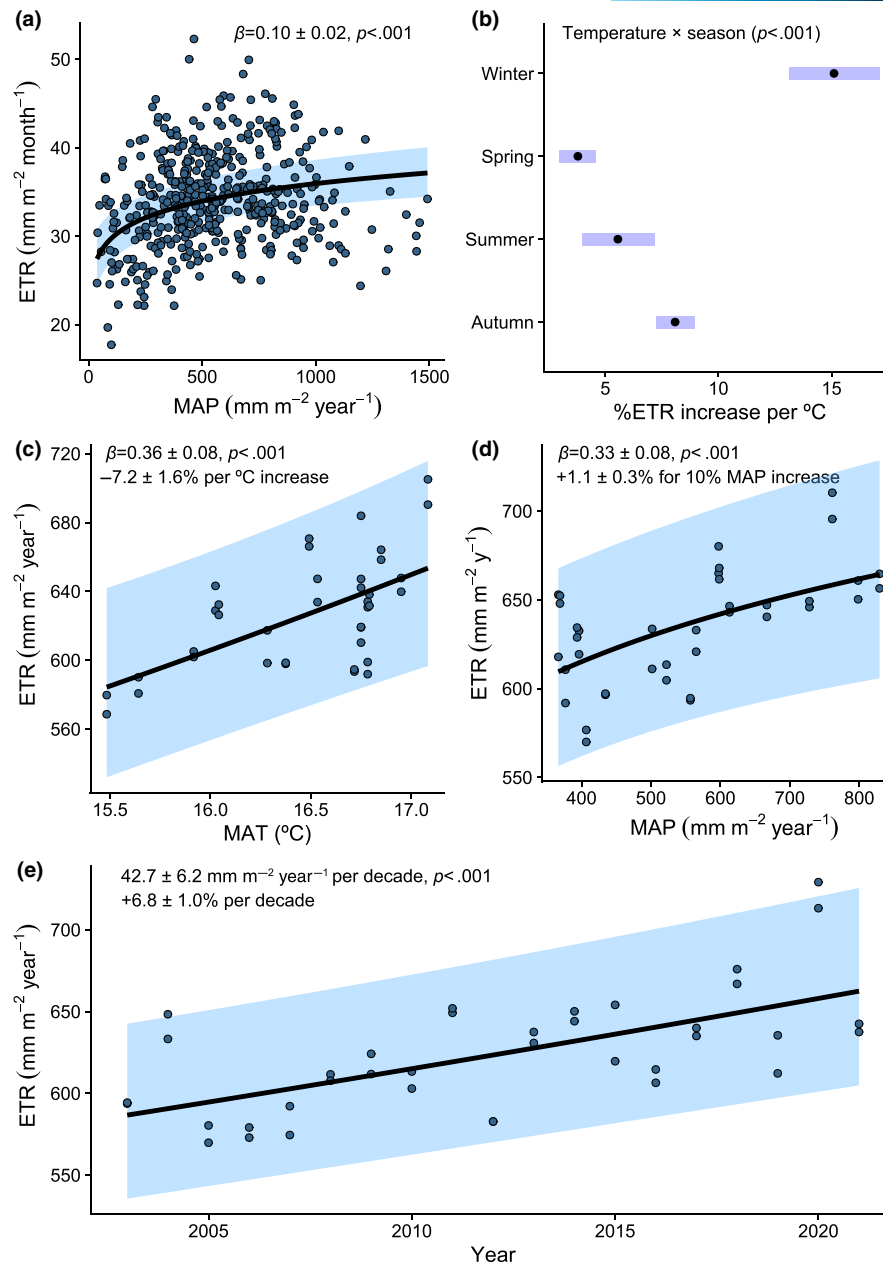 (a)
β=0.10 ± 0.02, p<.001
50
40
30
20
ETR (mm m⁻² month⁻¹)
0 500 1000 1500
MAP (mm m⁻² year⁻¹)
(b)
Temperature × season (p<.001)
Winter
Spring
Summer
Autumn
5 10 15
%ETR increase per ºC
(c)
β=0.36 ± 0.08, p<.001
–7.2 ± 1.6% per ºC increase
720
680
640
600
560
ETR (mm m⁻² year⁻¹)
15.5 16.0 16.5 17.0
MAT (ºC)
(d)
β=0.33 ± 0.08, p<.001
+1.1 ± 0.3% for 10% MAP increase
700
650
600
550
ETR (mm m⁻² y⁻¹)
400 500 600 700 800
MAP (mm m⁻² year⁻¹)
(e)
42.7 ± 6.2 mm m⁻² year⁻¹ per decade, p<.001
+6.8 ± 1.0% per decade
700
650
600
550
ETR (mm m⁻² year⁻¹)
2005 2010 2015 2020
Year